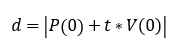 d = |P(0) + t * V(0)|